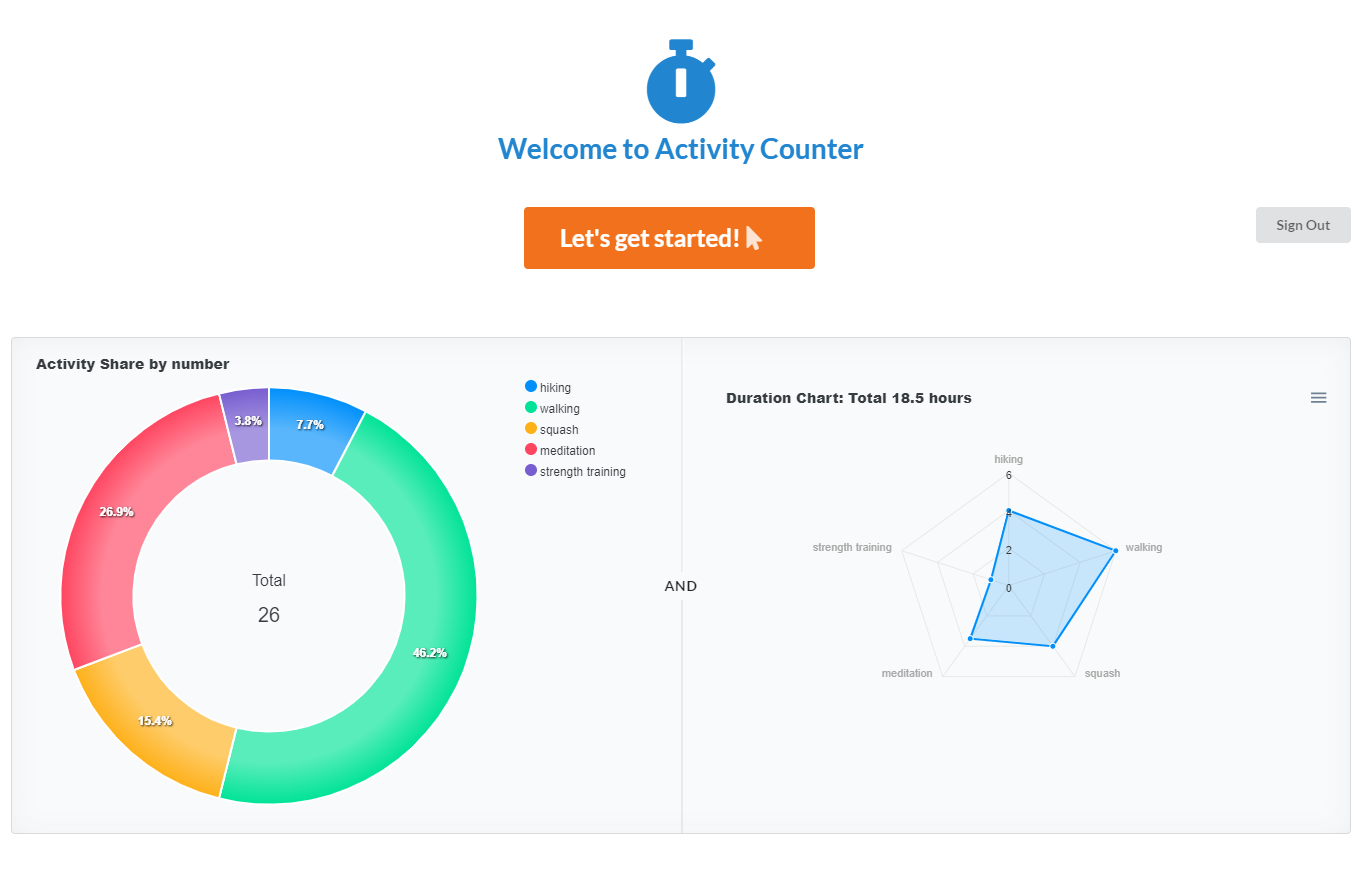 Welcome to Activity Counter
Let's get started!
Sign Out
Activity Share by number
hiking
walking
squash
meditation
strength training
3.8%
7.7%
26.9%
46.2%
15.4%
Total
26
AND
Duration Chart: Total 18.5 hours
hiking
6
4
2
0
strength training
walking
meditation
squash